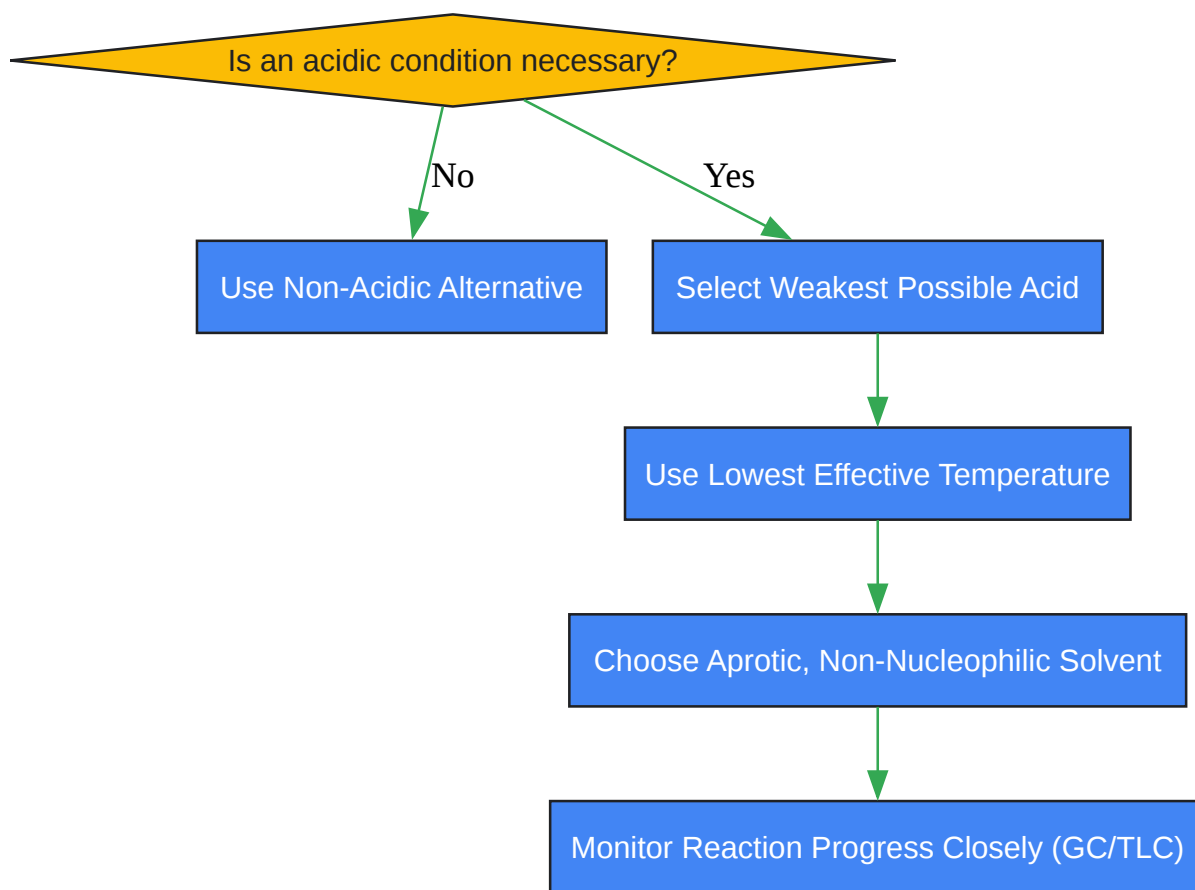 Is an acidic condition necessary?
No
Yes
Use Non-Acidic Alternative
Select Weakest Possible Acid
Use Lowest Effective Temperature
Choose Aprotic, Non-Nucleophilic Solvent
Monitor Reaction Progress Closely (GC/TLC)